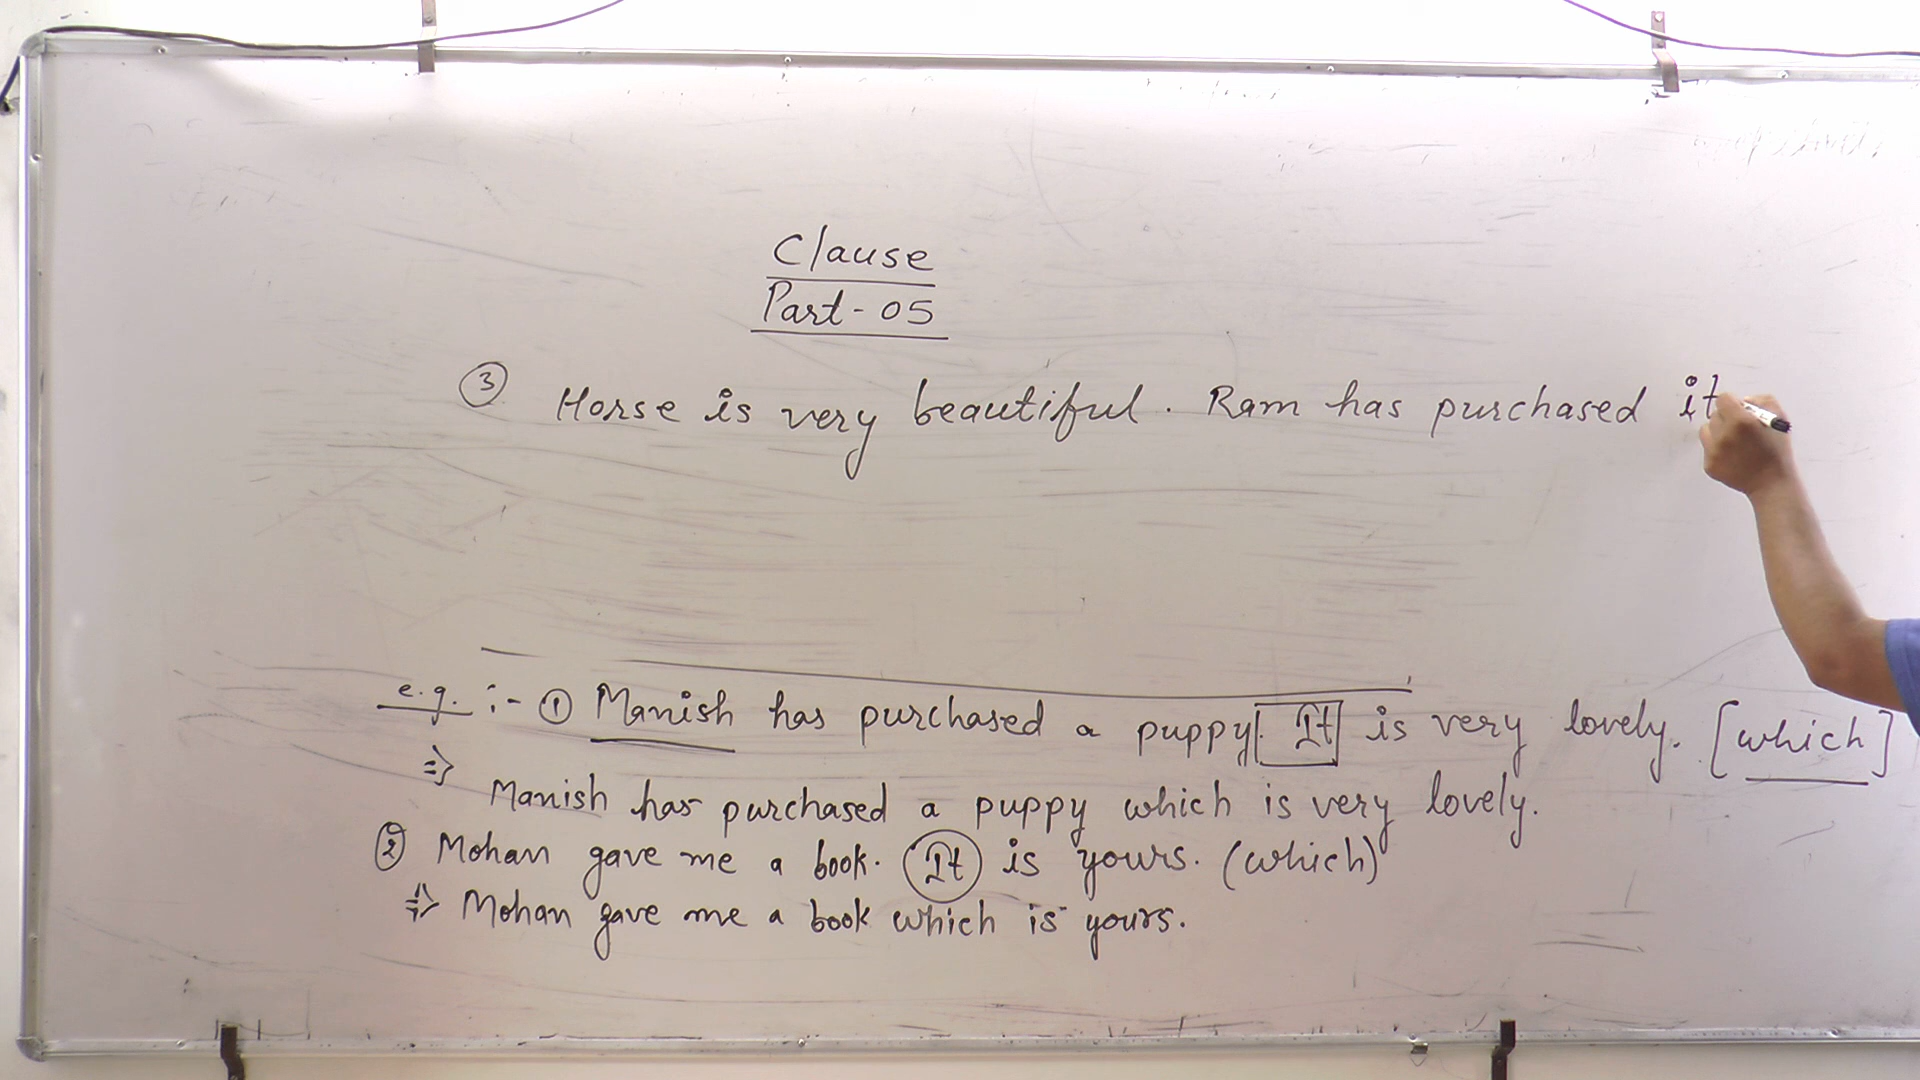 Clause
Part-05
③ Horse is very beautiful. Ram has purchased it
e.g. :- ① Manish has purchased a puppy. It is very lovely. [which]
⇒ Manish has purchased a puppy which is very lovely.
② Mohan gave me a book. It is yours. (which)
⇒ Mohan gave me a book which is yours.